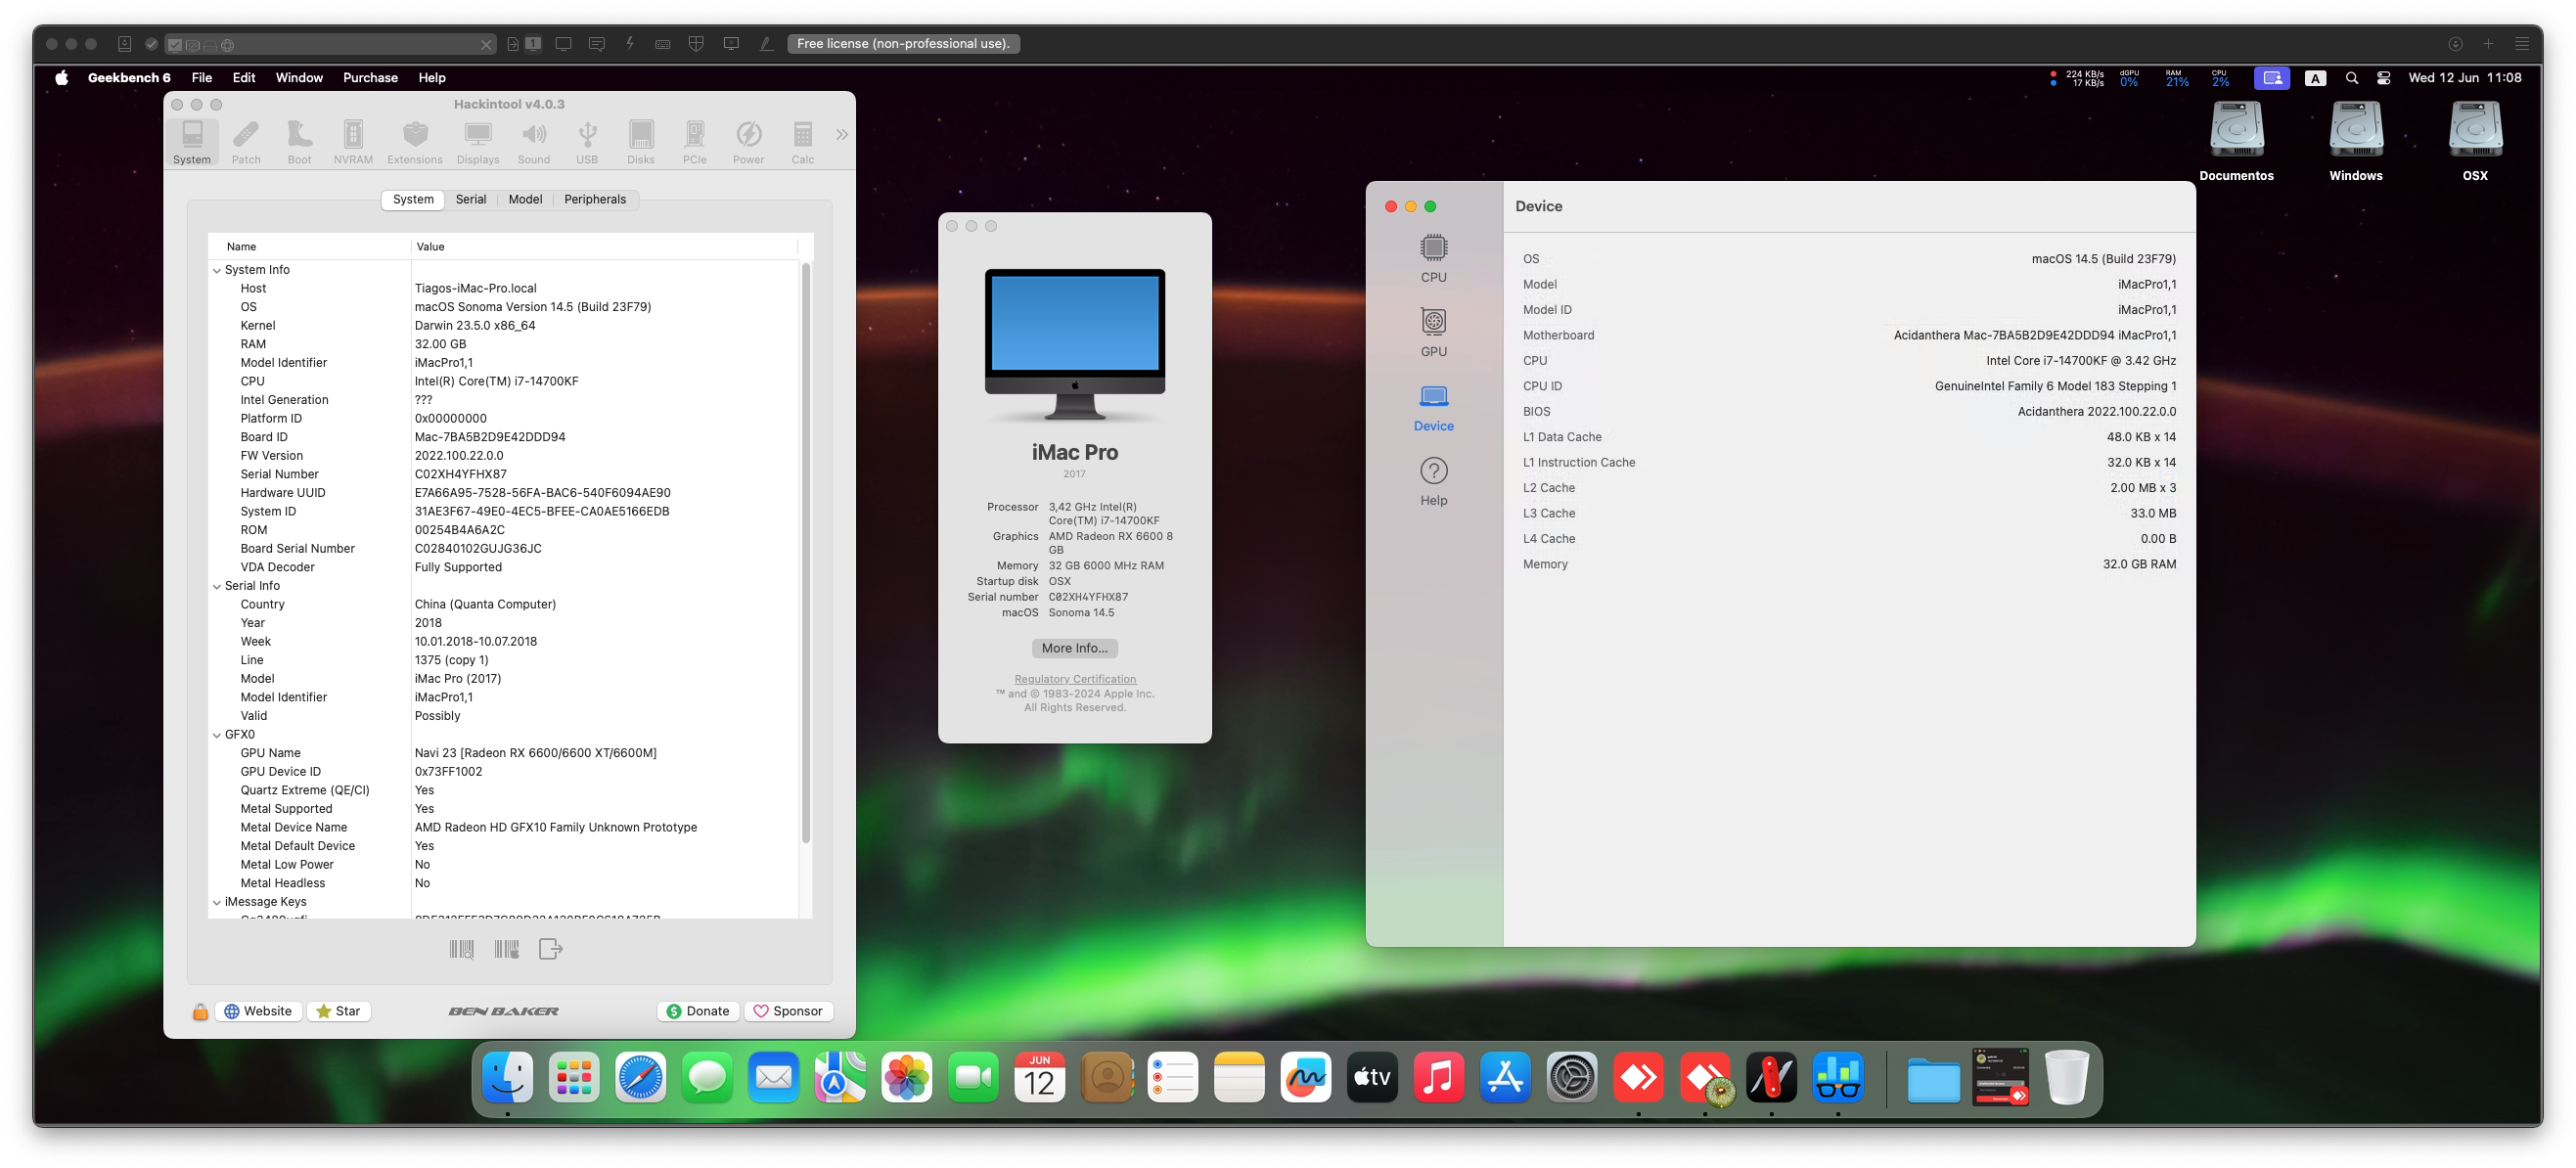 Free license (non-professional use).
Geekbench 6 File Edit Window Purchase Help
224 KB/s
17 KB/s
dGPU
0%
RAM
21%
CPU
2%
A
Wed 12 Jun 11:08
Hackintool v4.0.3
System Patch Boot NVRAM Extensions Displays Sound USB Disks PCIe Power Calc
System Serial Model Peripherals
Name Value
System Info
Host Tiagos-iMac-Pro.local
OS macOS Sonoma Version 14.5 (Build 23F79)
Kernel Darwin 23.5.0 x86_64
RAM 32.00 GB
Model Identifier iMacPro1,1
CPU Intel(R) Core(TM) i7-14700KF
Intel Generation ???
Platform ID 0x00000000
Board ID Mac-7BA5B2D9E42DDD94
FW Version 2022.100.22.0.0
Serial Number C02XH4YFHX87
Hardware UUID E7A66A95-7528-56FA-BAC6-540F6094AE90
System ID 31AE3F67-49E0-4EC5-BFEE-CA0AE5166EDB
ROM 00254B4A6A2C
Board Serial Number C02840102GUJG36JC
VDA Decoder Fully Supported
Serial Info
Country China (Quanta Computer)
Year 2018
Week 10.01.2018-10.07.2018
Line 1375 (copy 1)
Model iMac Pro (2017)
Model Identifier iMacPro1,1
Valid Possibly
GFX0
GPU Name Navi 23 [Radeon RX 6600/6600 XT/6600M]
GPU Device ID 0x73FF1002
Quartz Extreme (QE/CI) Yes
Metal Supported Yes
Metal Device Name AMD Radeon HD GFX10 Family Unknown Prototype
Metal Default Device Yes
Metal Low Power No
Metal Headless No
iMessage Keys
Website Star BEN BAKER Donate Sponsor
iMac Pro
2017
Processor 3,42 GHz Intel(R)
Core(TM) i7-14700KF
Graphics AMD Radeon RX 6600 8
GB
Memory 32 GB 6000 MHz RAM
Startup disk OSX
Serial number C02XH4YFHX87
macOS Sonoma 14.5
More Info...
Regulatory Certification
™ and © 1983-2024 Apple Inc.
All Rights Reserved.
CPU
GPU
Device
Help
Device
OS macOS 14.5 (Build 23F79)
Model iMacPro1,1
Model ID iMacPro1,1
Motherboard Acidanthera Mac-7BA5B2D9E42DDD94 iMacPro1,1
CPU Intel Core i7-14700KF @ 3.42 GHz
CPU ID GenuineIntel Family 6 Model 183 Stepping 1
BIOS Acidanthera 2022.100.22.0.0
L1 Data Cache 48.0 KB x 14
L1 Instruction Cache 32.0 KB x 14
L2 Cache 2.00 MB x 3
L3 Cache 33.0 MB
L4 Cache 0.00 B
Memory 32.0 GB RAM
Documentos Windows OSX
JUN
12
tv